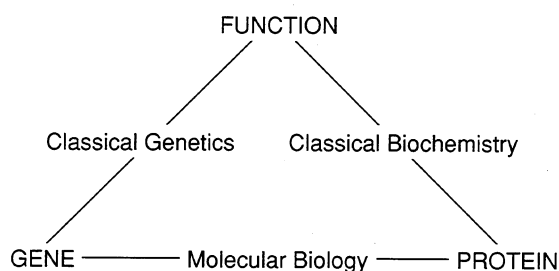 FUNCTION
Classical Genetics Classical Biochemistry
GENE Molecular Biology PROTEIN